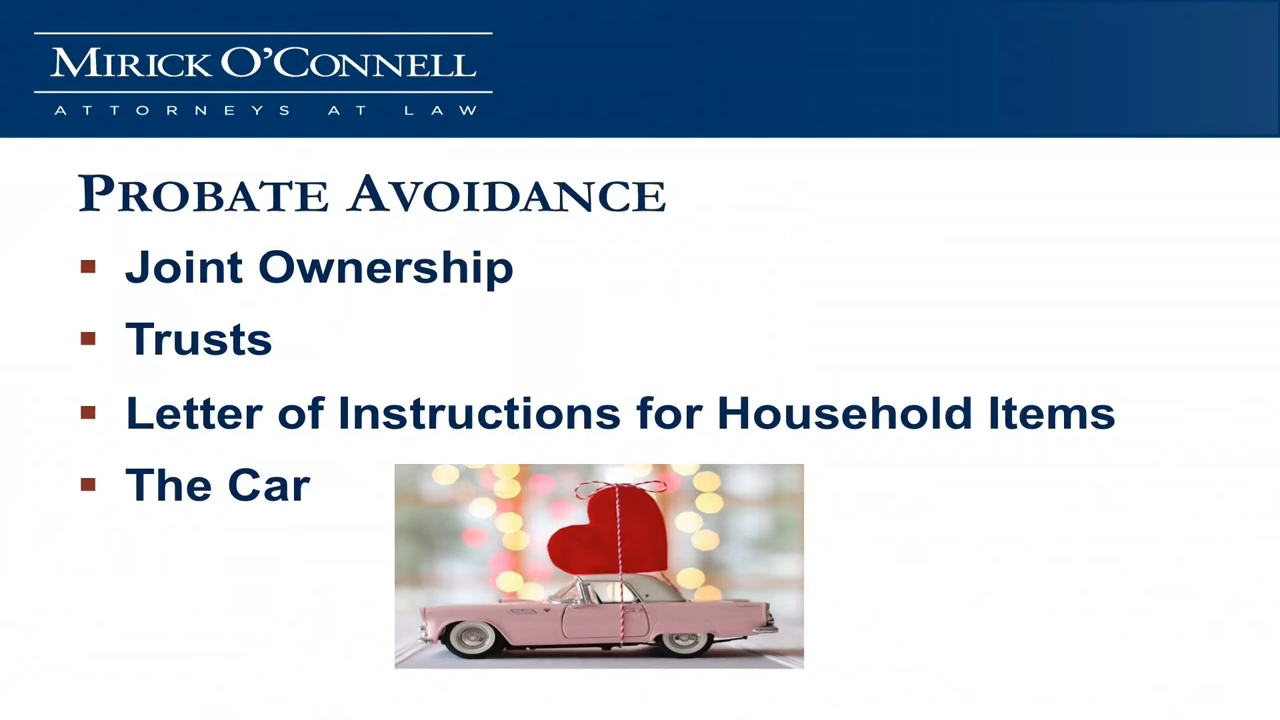 MIRICK O'CONNELL
ATTORNEYS AT LAW
PROBATE AVOIDANCE
▪ Joint Ownership
▪ Trusts
▪ Letter of Instructions for Household Items
▪ The Car